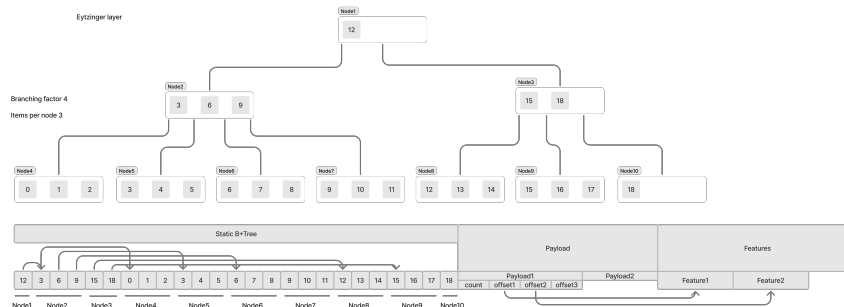 Eytzinger layer
Node1
12
Node2
Node3
Branching factor 4
3 6 9
15 18
Items per node 3
Node4 Node5 Node6 Node7 Node8 Node9 Node10
0 1 2 3 4 5 6 7 8 9 10 11 12 13 14 15 16 17 18
Static B+Tree
Payload
Features
12 3 6 9 15 18 0 1 2 3 4 5 6 7 8 9 10 11 12 13 14 15 16 17 18
Payload1 Payload2
Feature1 Feature2
count offset1 offset2 offset3
Node1 Node2 Node3 Node4 Node5 Node6 Node7 Node8 Node9 Node10